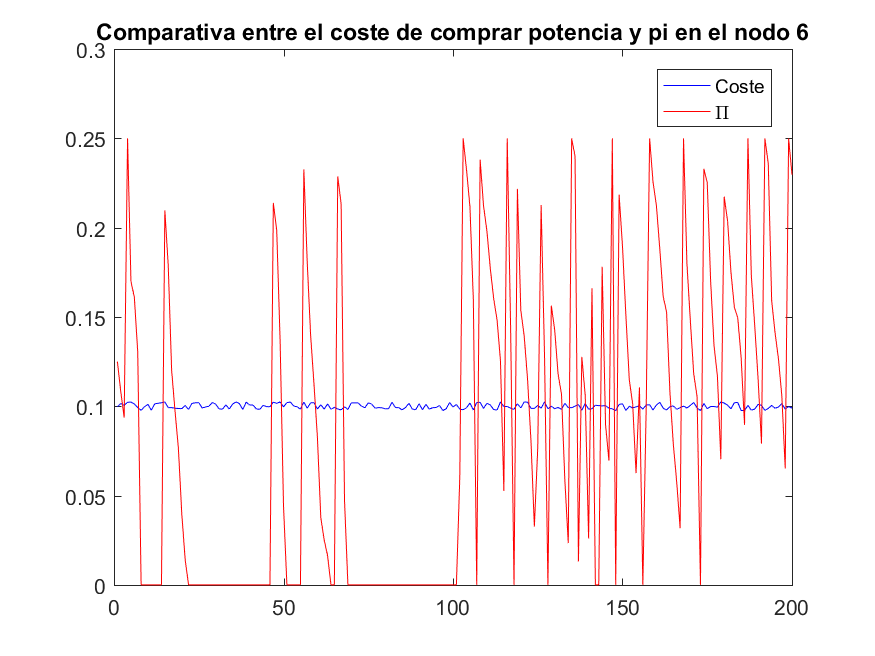 Comparativa entre el coste de comprar potencia y pi en el nodo 6
0.3
0.25
0.2
0.15
0.1
0.05
0
0 50 100 150 200
Coste
Π